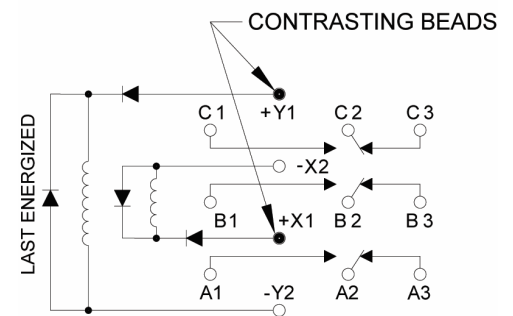 CONTRASTING BEADS
C1 +Y1 C2 C3
-X2
LAST ENERGIZED
B1 +X1 B2 B3
A1 -Y2 A2 A3